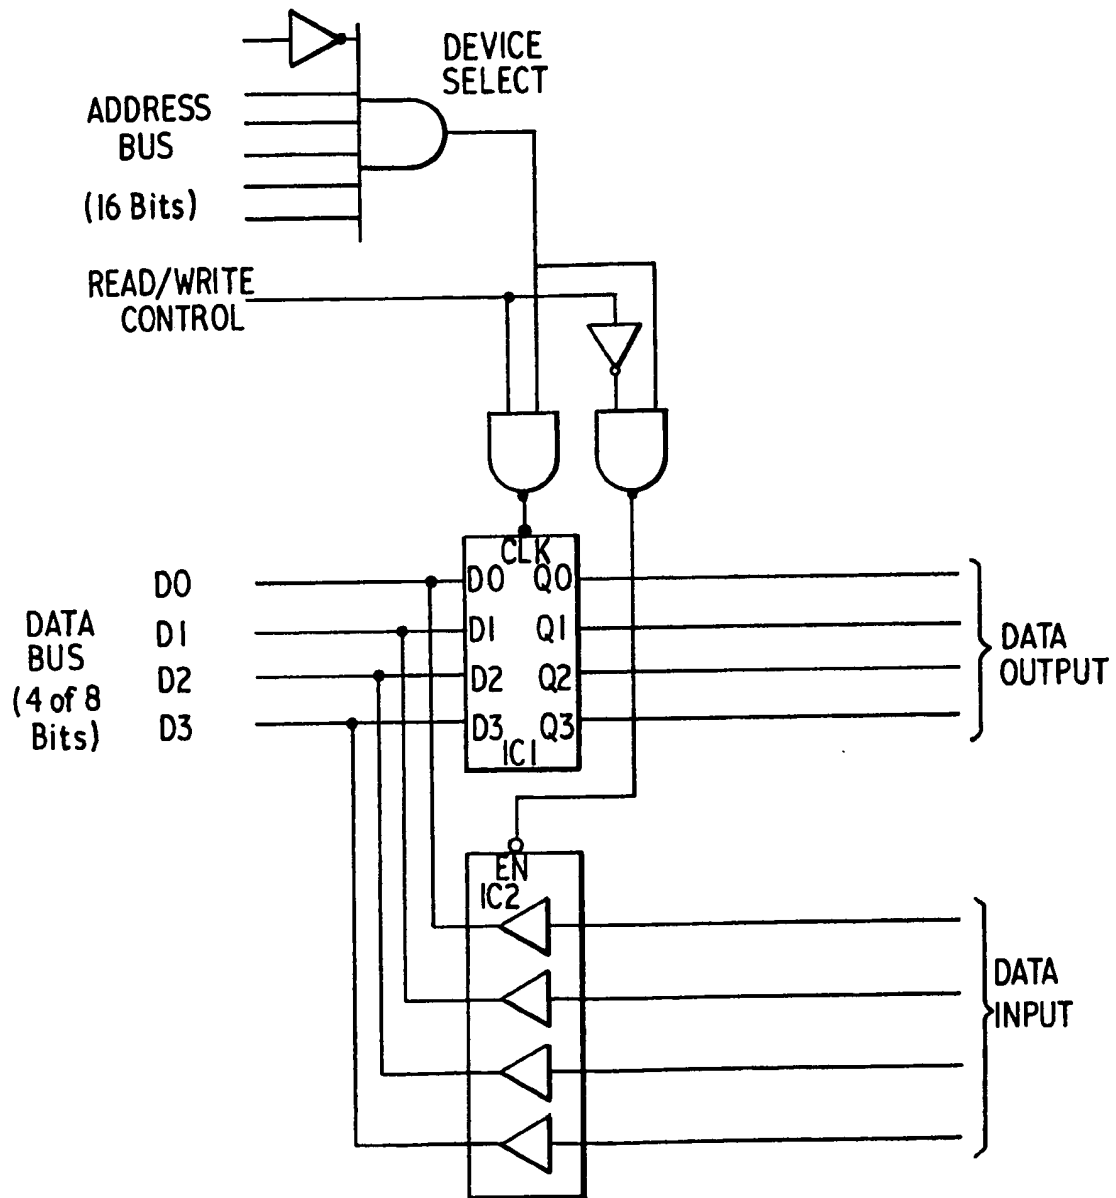 DEVICE
SELECT
ADDRESS
BUS
(16 Bits)
READ/WRITE
CONTROL
CLK
D0
D0
Q0
DATA
BUS
(4 of 8
Bits)
D1
D1
Q1
D2
D2
Q2
D3
D3
Q3
IC1
DATA
OUTPUT
EN
IC2
DATA
INPUT